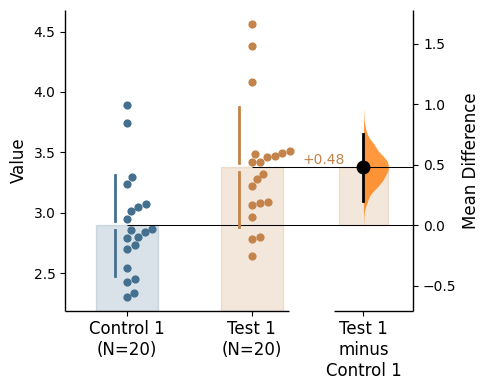 4.5
4.0
3.5
3.0
2.5
Value
+0.48
1.5
1.0
0.5
0.0
−0.5
Mean Difference
Control 1
(N=20)
Test 1
(N=20)
Test 1
minus
Control 1